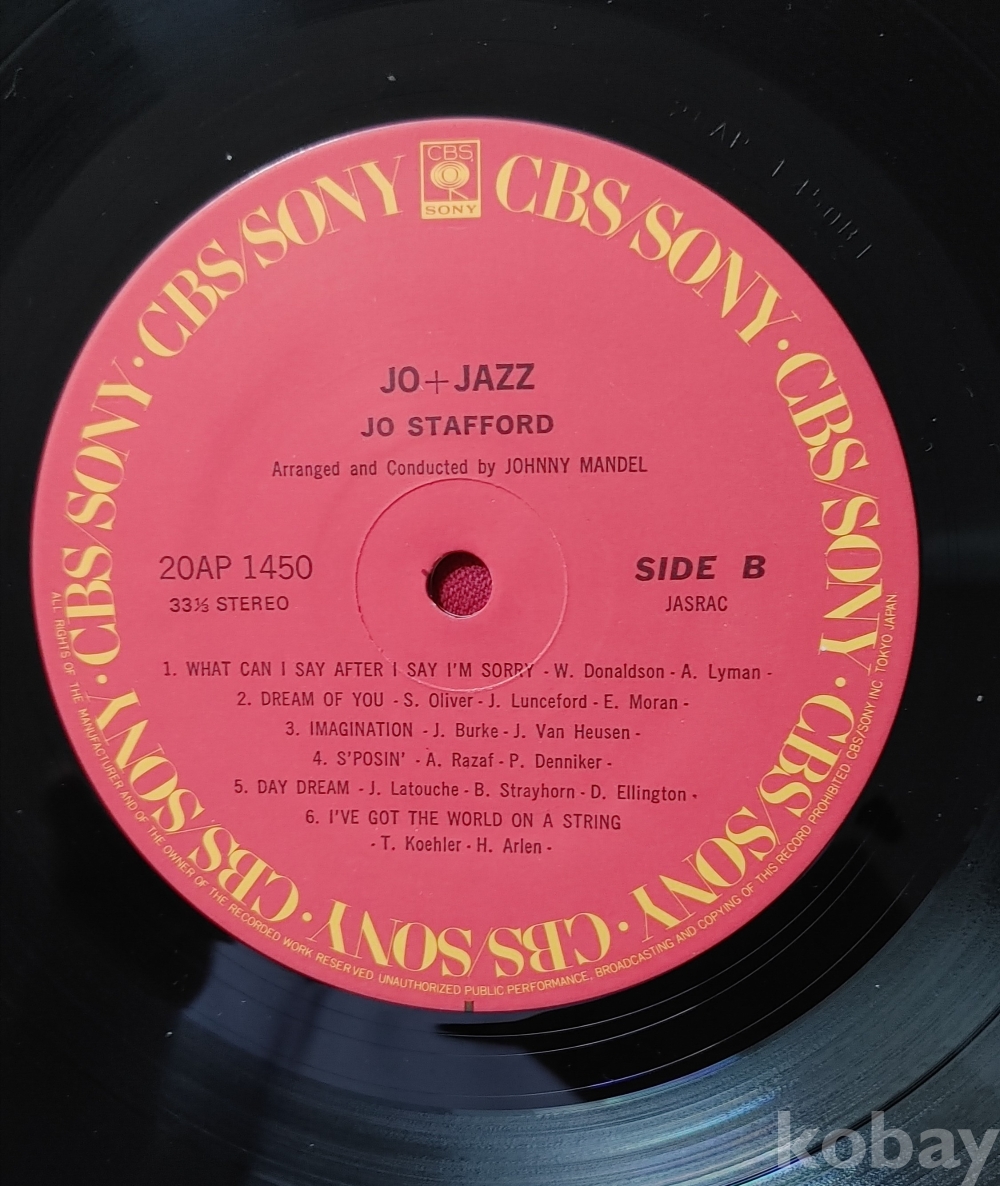 CBS
SONY
CBS/SONY · CBS/SONY · CBS/SONY · CBS/SONY · CBS/SONY · CBS/SONY · CBS/SONY · CBS/SONY
JO+JAZZ
JO STAFFORD
Arranged and Conducted by JOHNNY MANDEL
20AP 1450
SIDE B
33⅓ STEREO
JASRAC
1. WHAT CAN I SAY AFTER I SAY I'M SORRY - W. Donaldson - A. Lyman -
2. DREAM OF YOU - S. Oliver - J. Lunceford - E. Moran -
3. IMAGINATION - J. Burke - J. Van Heusen -
4. S'POSIN' - A. Razaf - P. Denniker -
5. DAY DREAM - J. Latouche - B. Strayhorn - D. Ellington -
6. I'VE GOT THE WORLD ON A STRING
- T. Koehler - H. Arlen -
ALL RIGHTS OF THE MANUFACTURER AND OF THE OWNER OF THE RECORDED WORK RESERVED UNAUTHORIZED PUBLIC PERFORMANCE, BROADCASTING AND COPYING OF THIS RECORD PROHIBITED CBS/SONY INC. TOKYO JAPAN
kobay